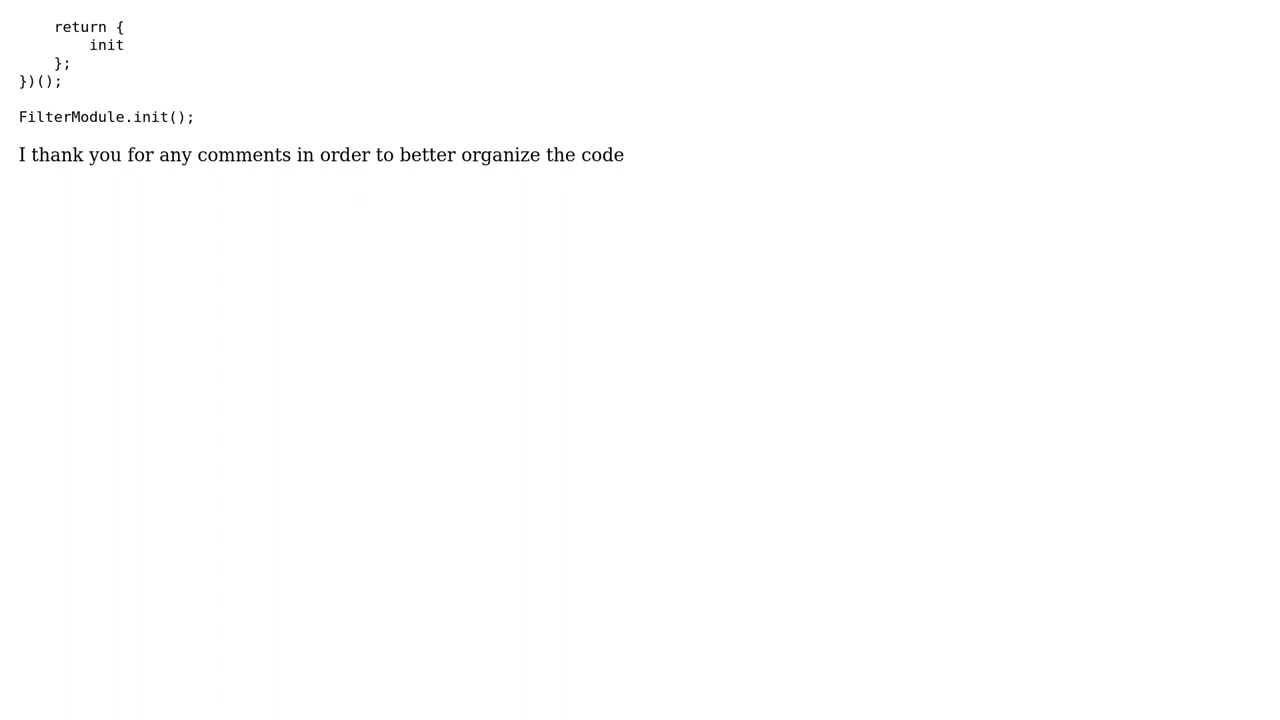 return {
        init
    };
})();

FilterModule.init();
I thank you for any comments in order to better organize the code